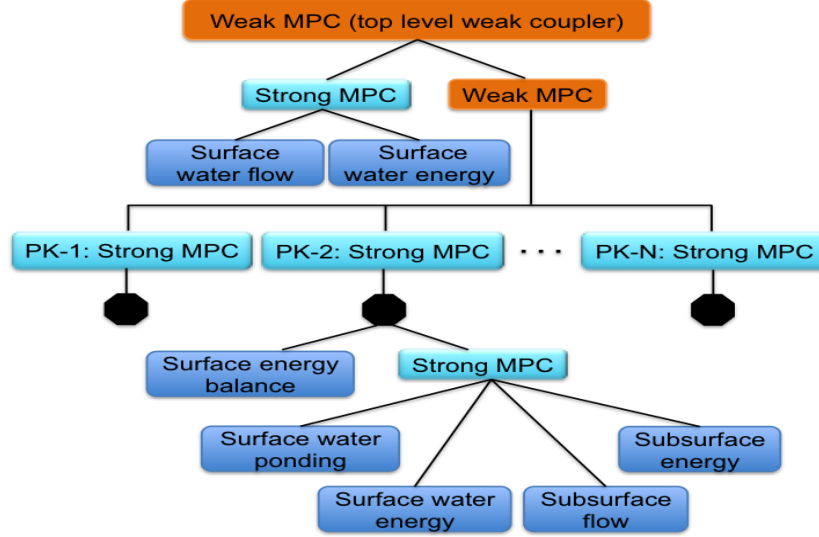 Weak MPC (top level weak coupler)
Strong MPC
Weak MPC
Surface
water flow
Surface
water energy
PK-1: Strong MPC
PK-2: Strong MPC
. . .
PK-N: Strong MPC
Surface energy
balance
Strong MPC
Surface water
ponding
Subsurface
energy
Surface water
energy
Subsurface
flow